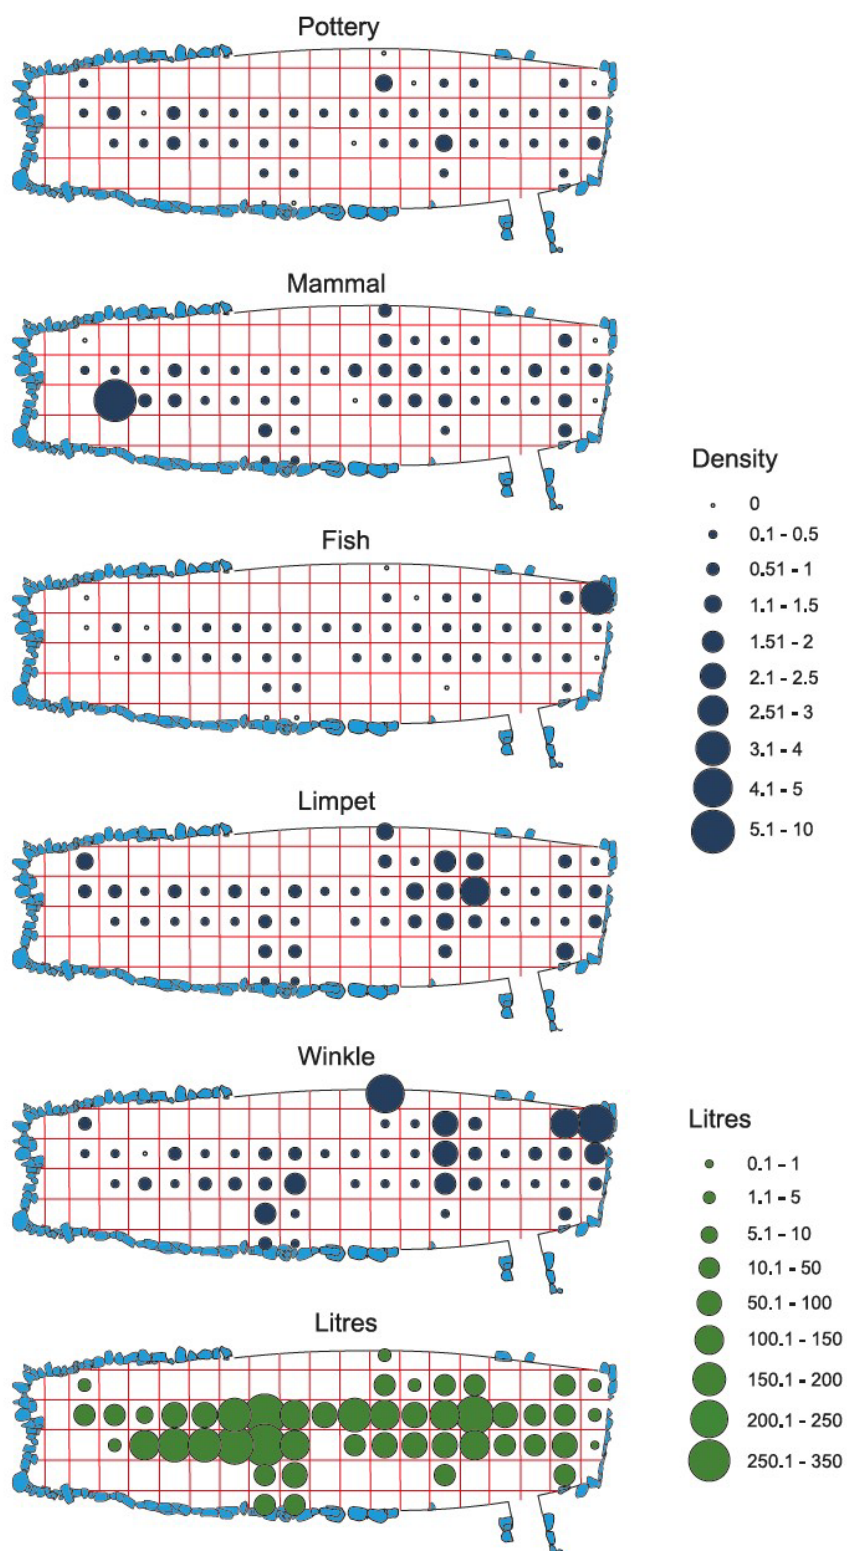 Pottery
Mammal
Fish
Limpet
Winkle
Litres
Density
0
0.1 - 0.5
0.51 - 1
1.1 - 1.5
1.51 - 2
2.1 - 2.5
2.51 - 3
3.1 - 4
4.1 - 5
5.1 - 10
Litres
0.1 - 1
1.1 - 5
5.1 - 10
10.1 - 50
50.1 - 100
100.1 - 150
150.1 - 200
200.1 - 250
250.1 - 350